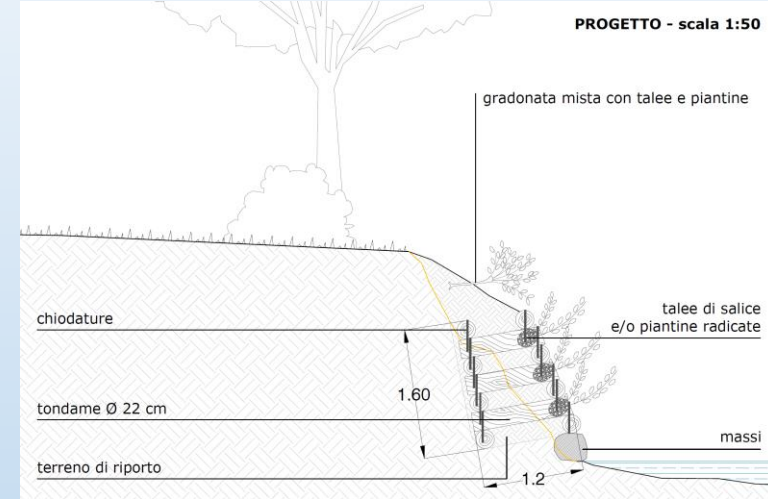 PROGETTO - scala 1:50
gradonata mista con talee e piantine
chiodature
talee di salice
e/o piantine radicate
1.60
tondame Ø 22 cm
massi
terreno di riporto
1.2